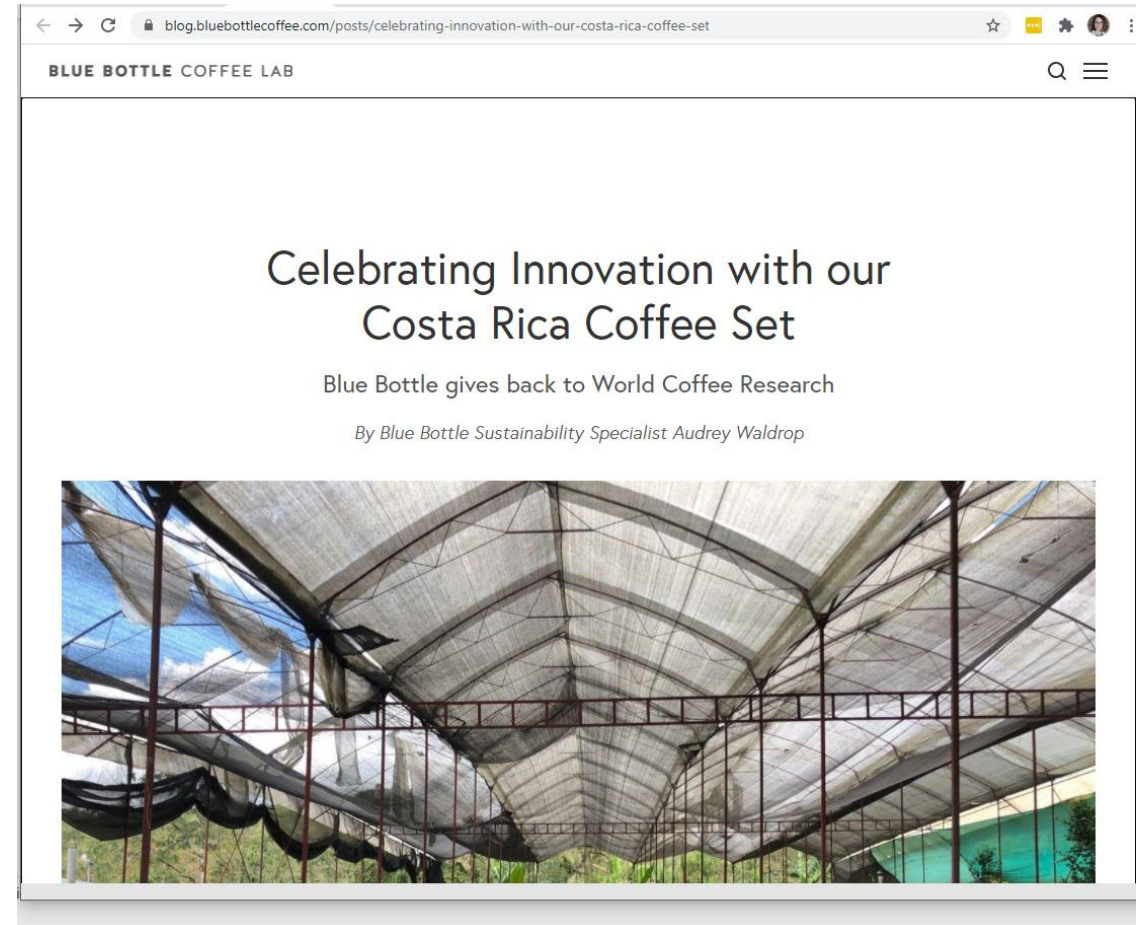 blog.bluebottlecoffee.com/posts/celebrating-innovation-with-our-costa-rica-coffee-set
BLUE BOTTLE COFFEE LAB
Celebrating Innovation with our
Costa Rica Coffee Set
Blue Bottle gives back to World Coffee Research
By Blue Bottle Sustainability Specialist Audrey Waldrop